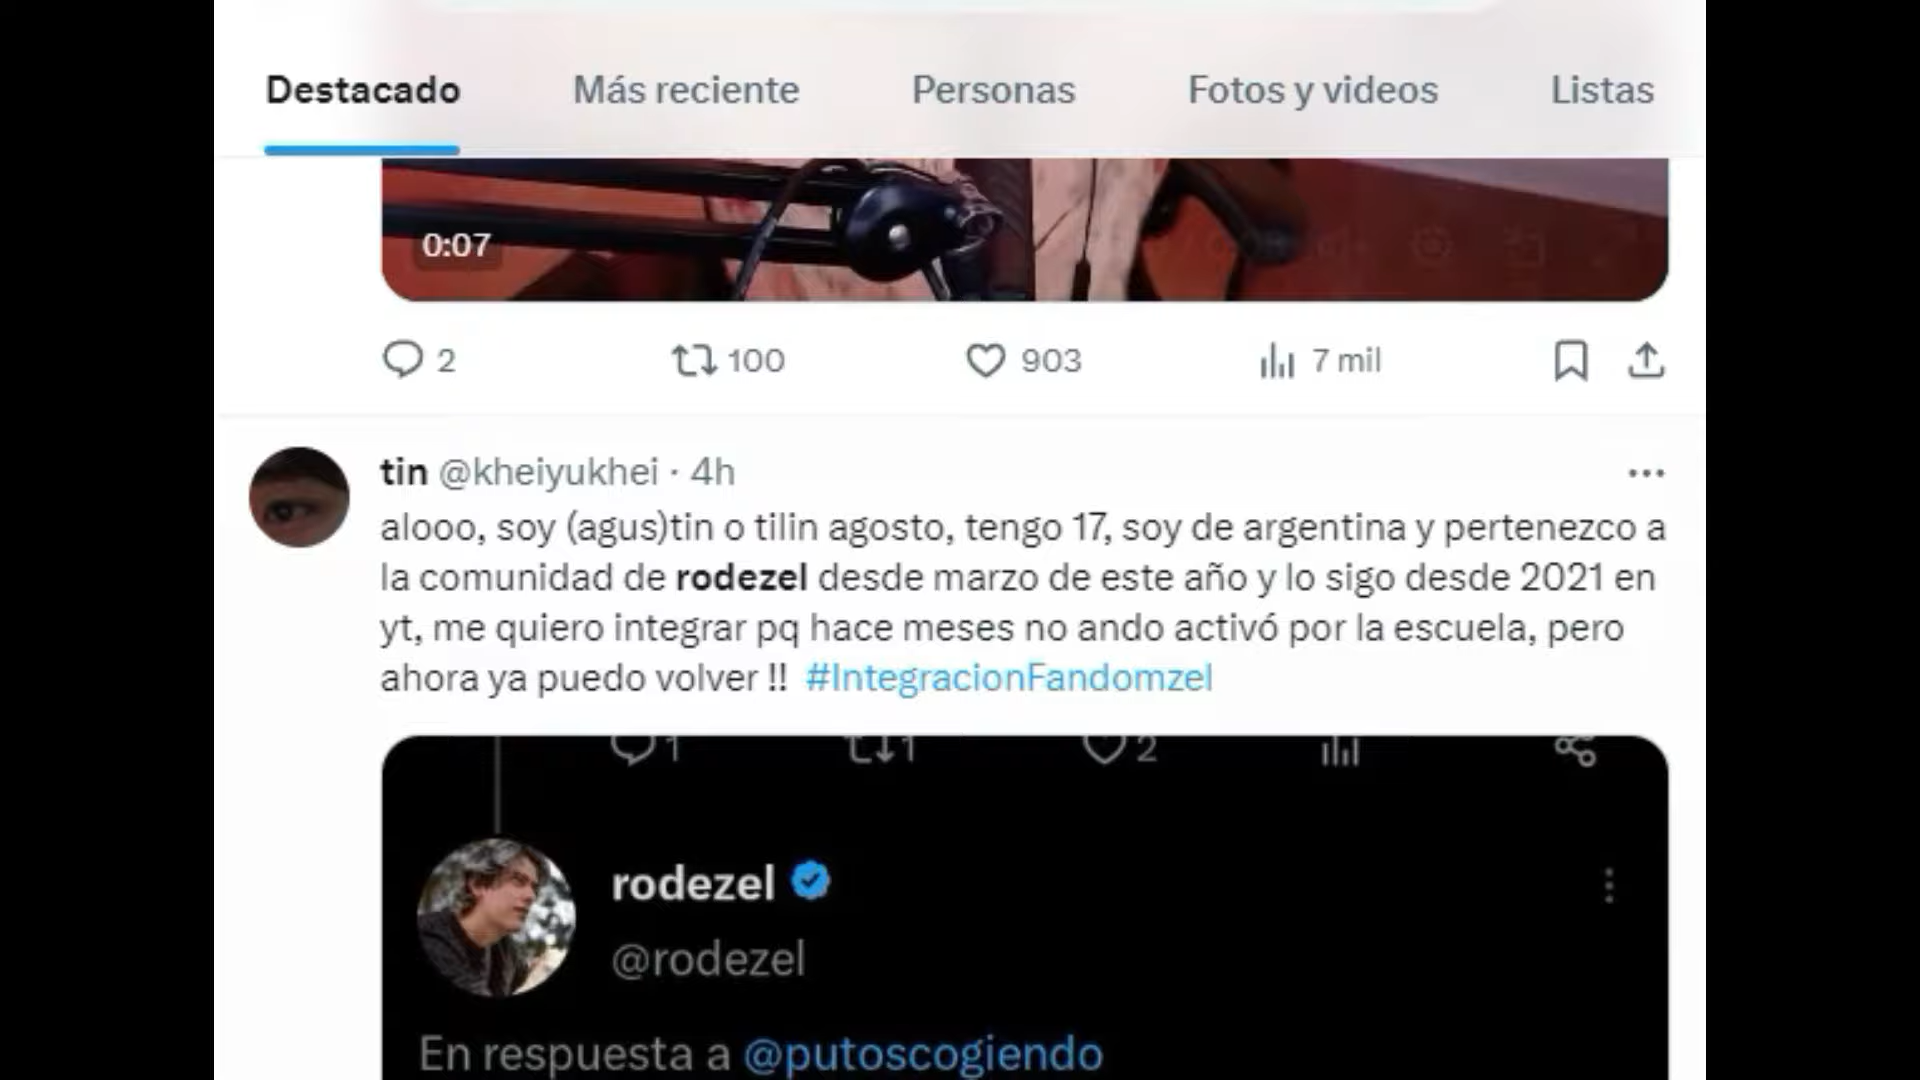 Destacado Más reciente Personas Fotos y videos Listas
0:07
2 100 903 7 mil
tin @kheiyukhei · 4h
alooo, soy (agus)tin o tilin agosto, tengo 17, soy de argentina y pertenezco a
la comunidad de rodezel desde marzo de este año y lo sigo desde 2021 en
yt, me quiero integrar pq hace meses no ando activó por la escuela, pero
ahora ya puedo volver !! #IntegracionFandomzel
1 1 2
rodezel
@rodezel
En respuesta a @putoscogiendo